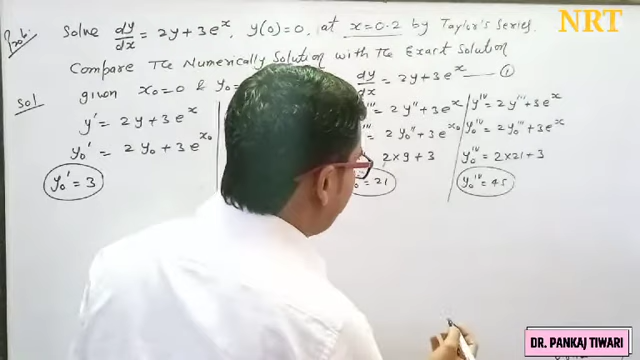 NRT
Prob. Solve dy/dx = 2y + 3e^x, y(0) = 0, at x = 0.2 by Taylor's Series.
Compare The Numerically Solution with the Exact Solution
Sol given x₀ = 0 & y₀ = dy/dx = 2y + 3e^x — ①
y' = 2y + 3e^x
y₀' = 2y₀ + 3e^x₀
y₀' = 3
''' = 2y'' + 3e^x
''' = 2y₀'' + 3e^x₀
2×9 + 3
= 21
y^IV = 2y''' + 3e^x
y₀^IV = 2y₀''' + 3e^x
y₀^IV = 2×21 + 3
y₀^IV = 45
DR. PANKAJ TIWARI